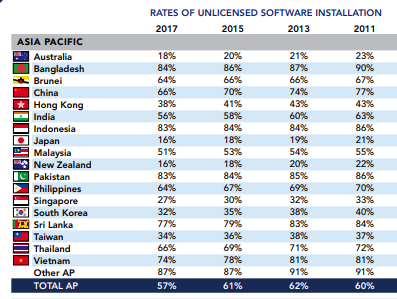 RATES OF UNLICENSED SOFTWARE INSTALLATION
2017 2015 2013 2011
ASIA PACIFIC
Australia 18% 20% 21% 23%
Bangladesh 84% 86% 87% 90%
Brunei 64% 66% 66% 67%
China 66% 70% 74% 77%
Hong Kong 38% 41% 43% 43%
India 56% 58% 60% 63%
Indonesia 83% 84% 84% 86%
Japan 16% 18% 19% 21%
Malaysia 51% 53% 54% 55%
New Zealand 16% 18% 20% 22%
Pakistan 83% 84% 85% 86%
Philippines 64% 67% 69% 70%
Singapore 27% 30% 32% 33%
South Korea 32% 35% 38% 40%
Sri Lanka 77% 79% 83% 84%
Taiwan 34% 36% 38% 37%
Thailand 66% 69% 71% 72%
Vietnam 74% 78% 81% 81%
Other AP 87% 87% 91% 91%
TOTAL AP 57% 61% 62% 60%